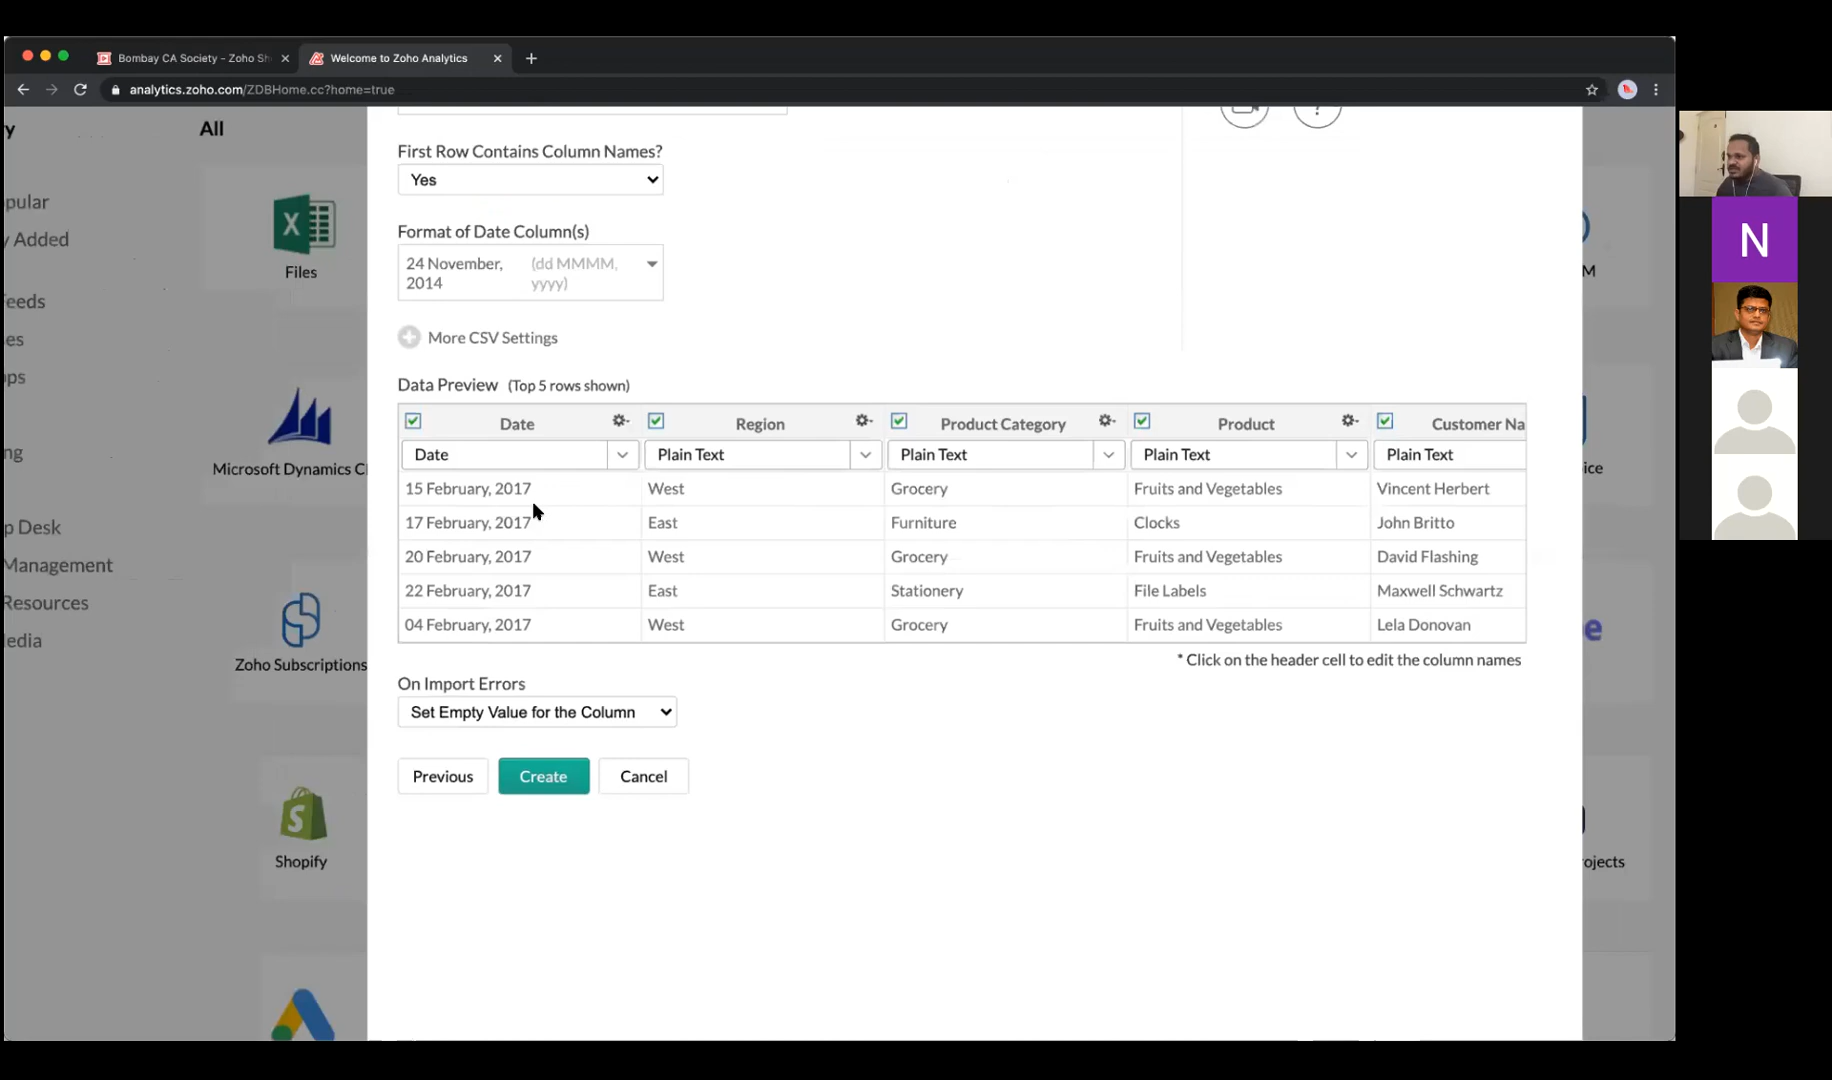 Bombay CA Society - Zoho Sh
Welcome to Zoho Analytics
analytics.zoho.com/ZDBHome.cc?home=true
y
All
First Row Contains Column Names?
Yes
Format of Date Column(s)
24 November, 2014
(dd MMMM, yyyy)
More CSV Settings
Data Preview (Top 5 rows shown)
Date Region Product Category Product Customer Na
Date Plain Text Plain Text Plain Text Plain Text
15 February, 2017 West Grocery Fruits and Vegetables Vincent Herbert
17 February, 2017 East Furniture Clocks John Britto
20 February, 2017 West Grocery Fruits and Vegetables David Flashing
22 February, 2017 East Stationery File Labels Maxwell Schwartz
04 February, 2017 West Grocery Fruits and Vegetables Lela Donovan
* Click on the header cell to edit the column names
On Import Errors
Set Empty Value for the Column
Previous Create Cancel
opular
y Added
Feeds
es
pps
ng
p Desk
Management
Resources
Media
Files
Microsoft Dynamics C
Zoho Subscriptions
Shopify
M
ice
e
ojects
N